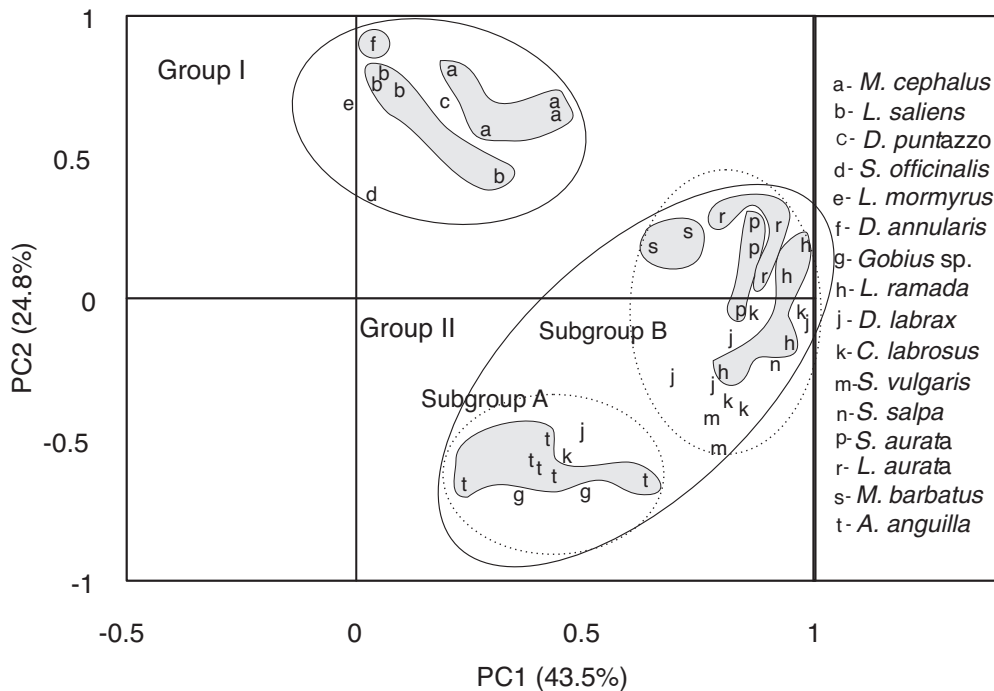 1
0.5
0
-0.5
-1
-0.5
0
0.5
1
PC1 (43.5%)
PC2 (24.8%)
Group I
Group II
Subgroup B
Subgroup A
f
b
b
b
a
a
a
a
c
e
b
d
r
r
s
s
p
p
r
h
h
p
k
k
j
j
h
n
h
j
j
k
k
m
m
t
j
k
t
t
t
t
t
g
g
a- M. cephalus
b- L. saliens
c- D. puntazzo
d- S. officinalis
e- L. mormyrus
f- D. annularis
g- Gobius sp.
h- L. ramada
j- D. labrax
k- C. labrosus
m-S. vulgaris
n- S. salpa
p- S. aurata
r- L. aurata
s- M. barbatus
t- A. anguilla